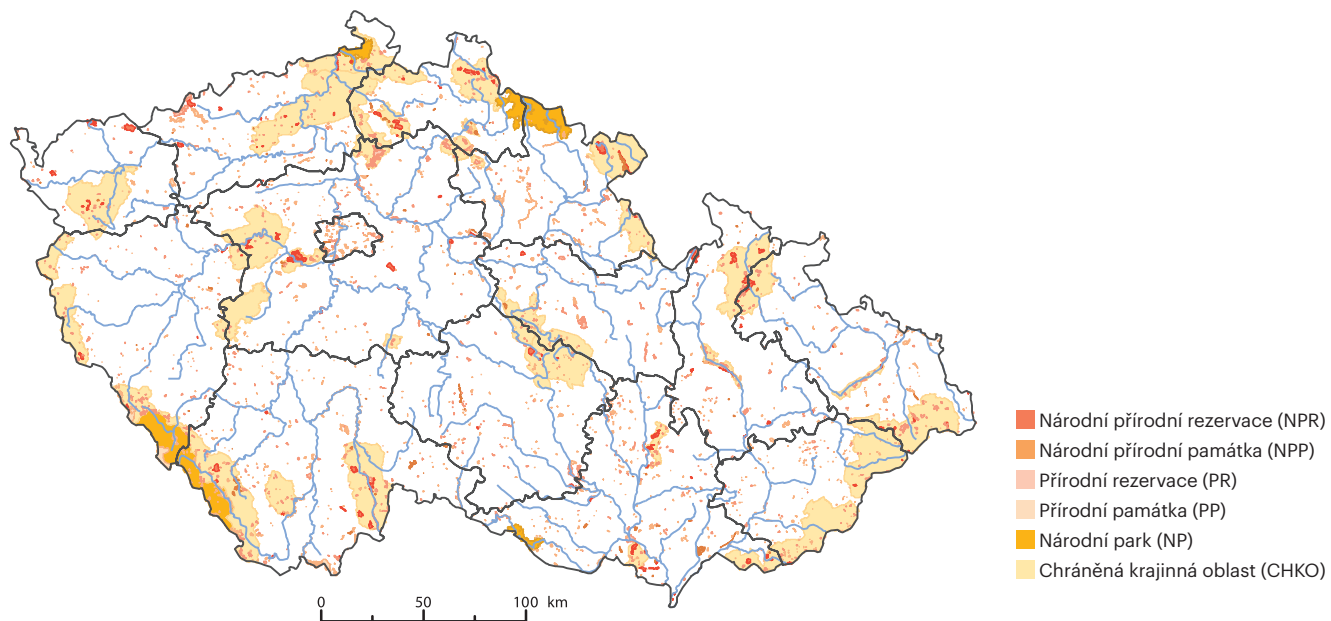 Národní přírodní rezervace (NPR)
Národní přírodní památka (NPP)
Přírodní rezervace (PR)
Přírodní památka (PP)
Národní park (NP)
Chráněná krajinná oblast (CHKO)
0 50 100 km